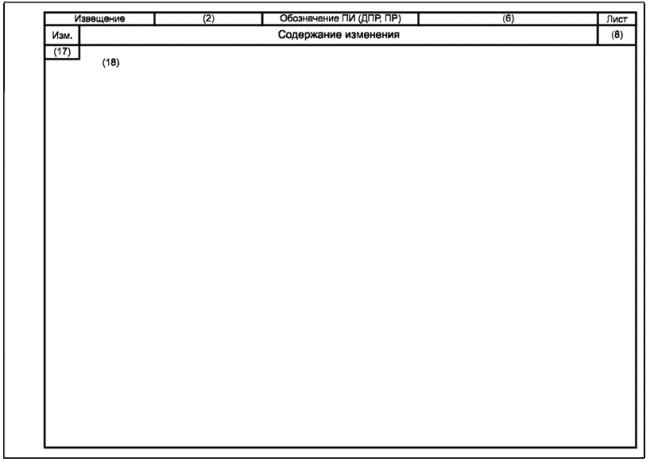 Извещение (2) Обозначение ПИ (ДПР, ПР) (6) Лист
Изм. Содержание изменения (8)
(17)
(18)